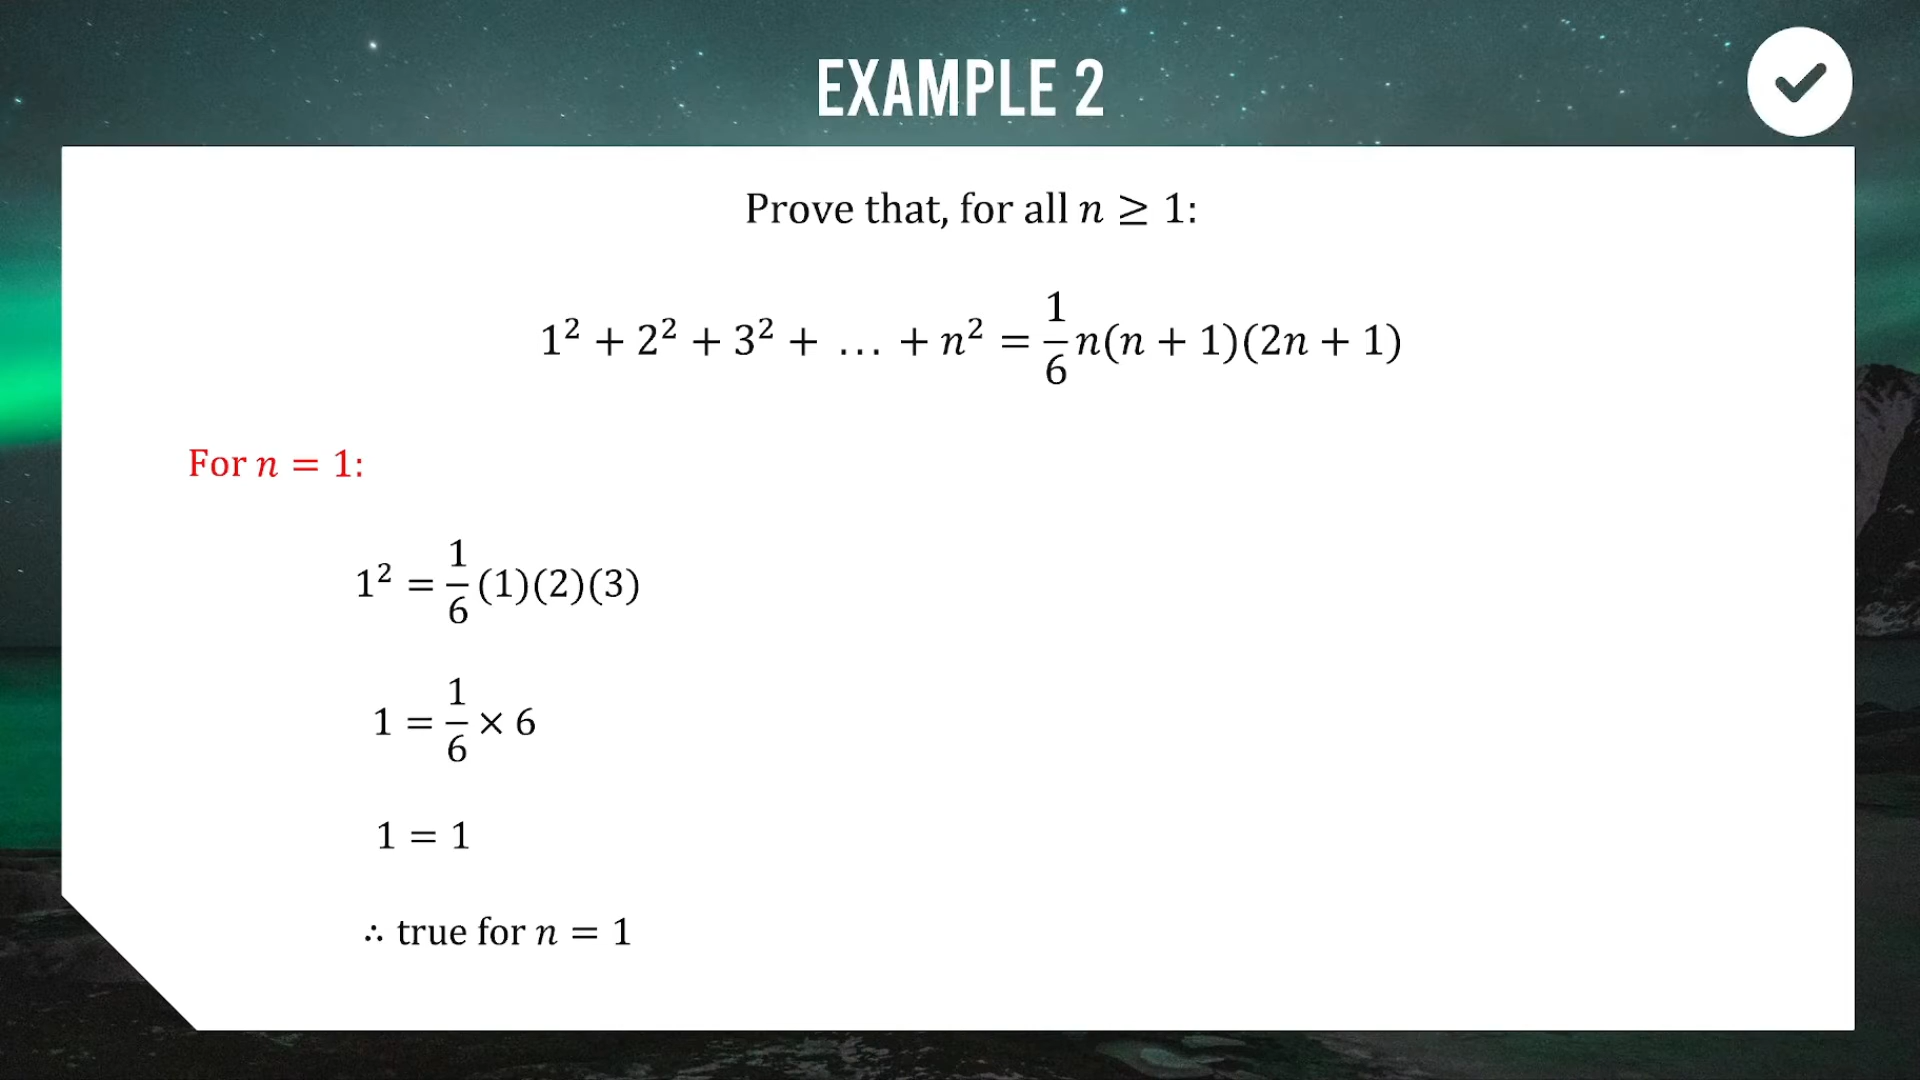 EXAMPLE 2
Prove that, for all n ≥ 1:
1² + 2² + 3² + … + n² = 1/6 n(n + 1)(2n + 1)
For n = 1:
1² = 1/6 (1)(2)(3)
1 = 1/6 × 6
1 = 1
∴ true for n = 1